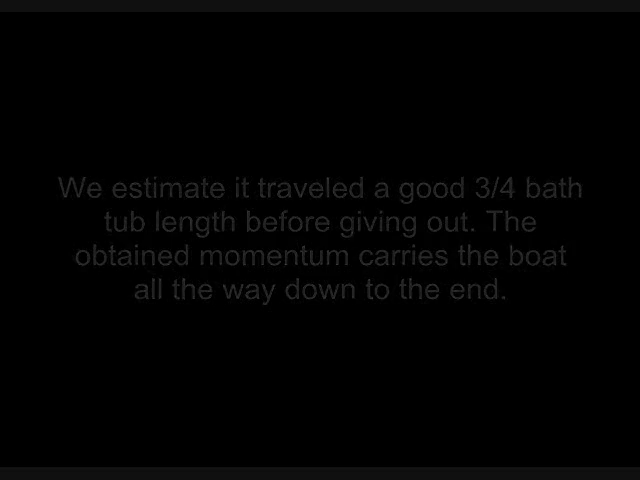 We estimate it traveled a good 3/4 bath
tub length before giving out. The
obtained momentum carries the boat
all the way down to the end.